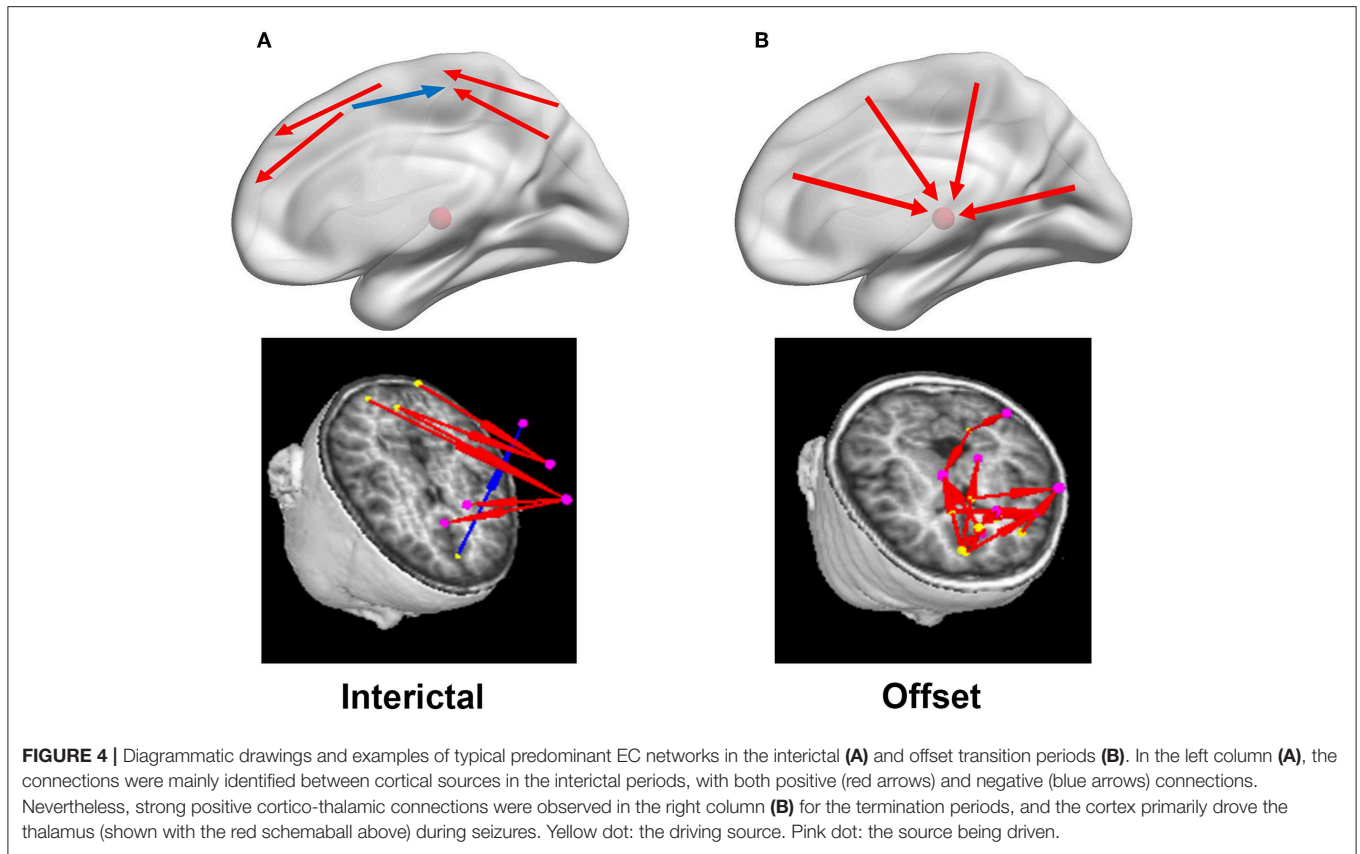 A
B
Interictal
Offset
FIGURE 4 | Diagrammatic drawings and examples of typical predominant EC networks in the interictal (A) and offset transition periods (B). In the left column (A), the
connections were mainly identified between cortical sources in the interictal periods, with both positive (red arrows) and negative (blue arrows) connections.
Nevertheless, strong positive cortico-thalamic connections were observed in the right column (B) for the termination periods, and the cortex primarily drove the
thalamus (shown with the red schemaball above) during seizures. Yellow dot: the driving source. Pink dot: the source being driven.